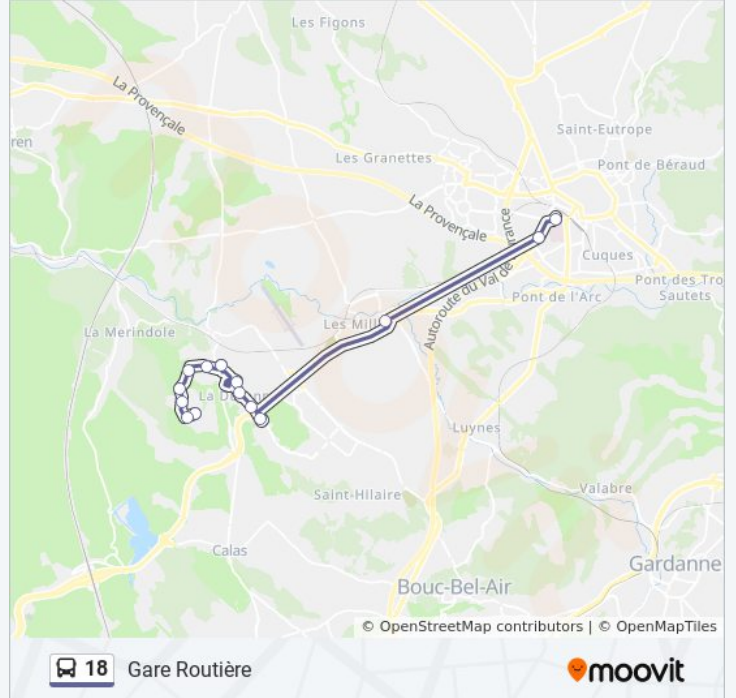 Les Figons
La Provençale
Saint-Eutrope
ren
Les Granettes
Pont de Béraud
La Provençale
rance
Cuques
Autoroute du Val de
Pont des Tro
Sautets
Pont de l'Arc
Les Mill
La Merindole
La D
Luynes
Saint-Hilaire
Valabre
Calas
Gardanne
Bouc-Bel-Air
© OpenStreetMap contributors | © OpenMapTiles
18 Gare Routière moovit